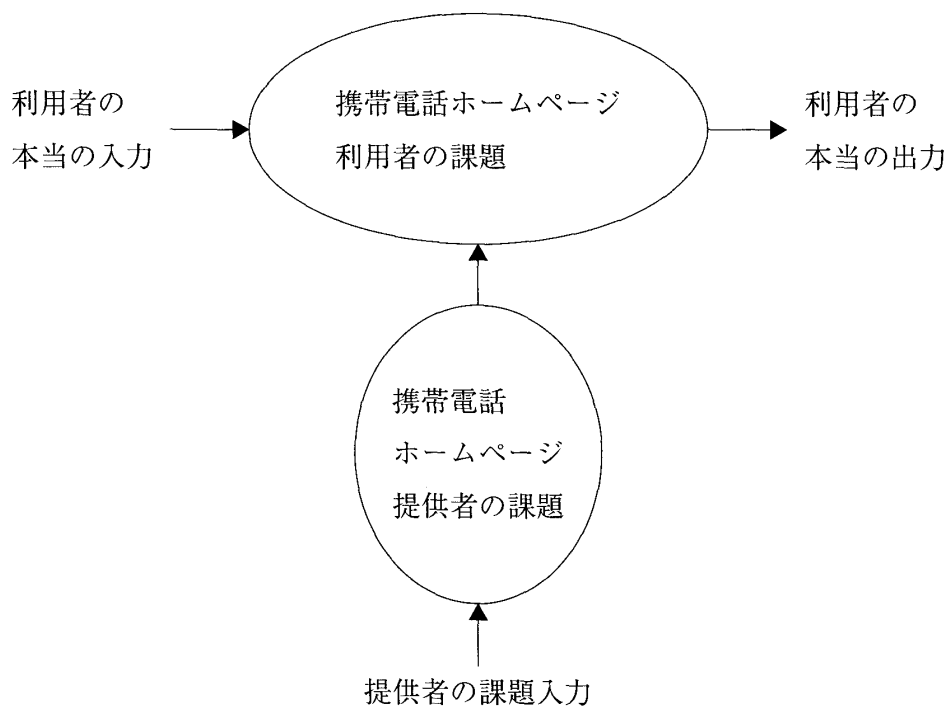 利用者の
本当の入力
携帯電話ホームページ
利用者の課題
利用者の
本当の出力
携帯電話
ホームページ
提供者の課題
提供者の課題入力